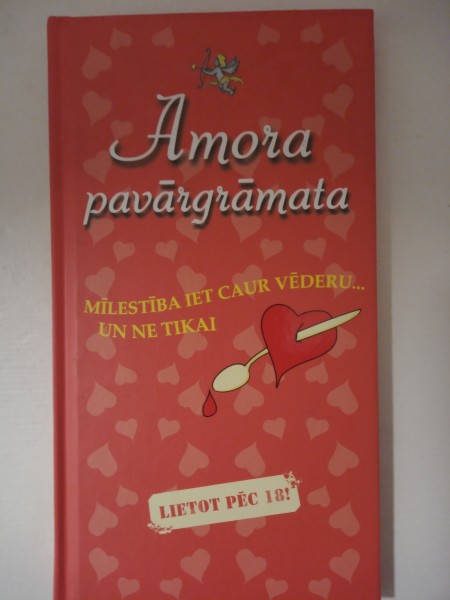 Amora
pavārgrāmata
MĪLESTĪBA IET CAUR VĒDERU...
UN NE TIKAI
LIETOT PĒC 18!